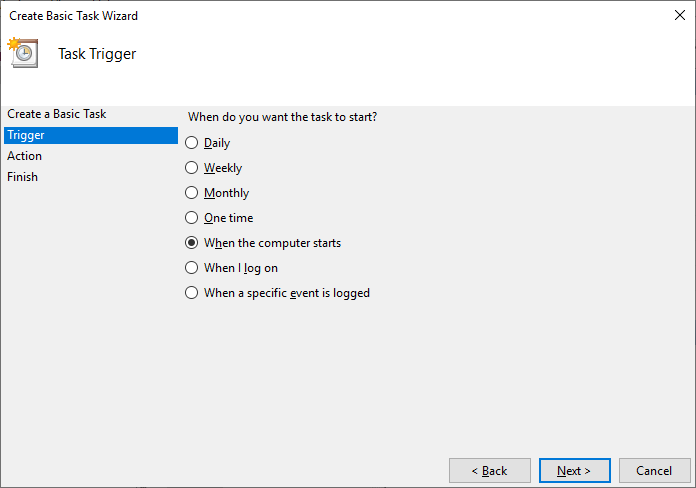 Create Basic Task Wizard
Task Trigger
Create a Basic Task
Trigger
Action
Finish
When do you want the task to start?
Daily
Weekly
Monthly
One time
When the computer starts
When I log on
When a specific event is logged
< Back
Next >
Cancel